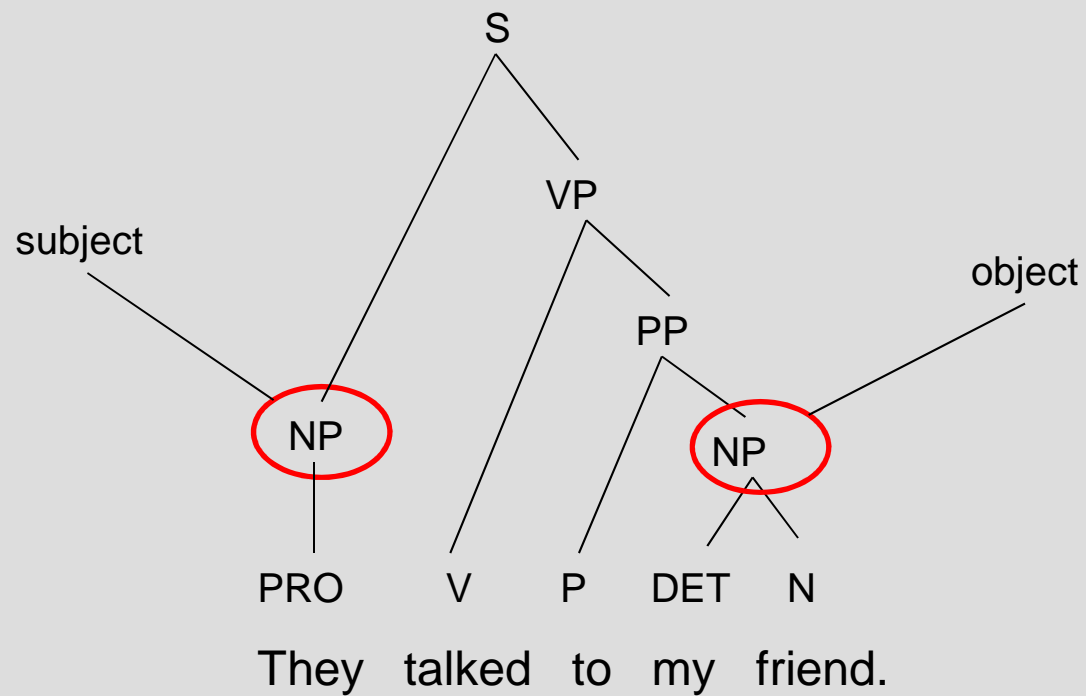 S
VP
subject
object
PP
NP
NP
PRO V P DET N
They talked to my friend.